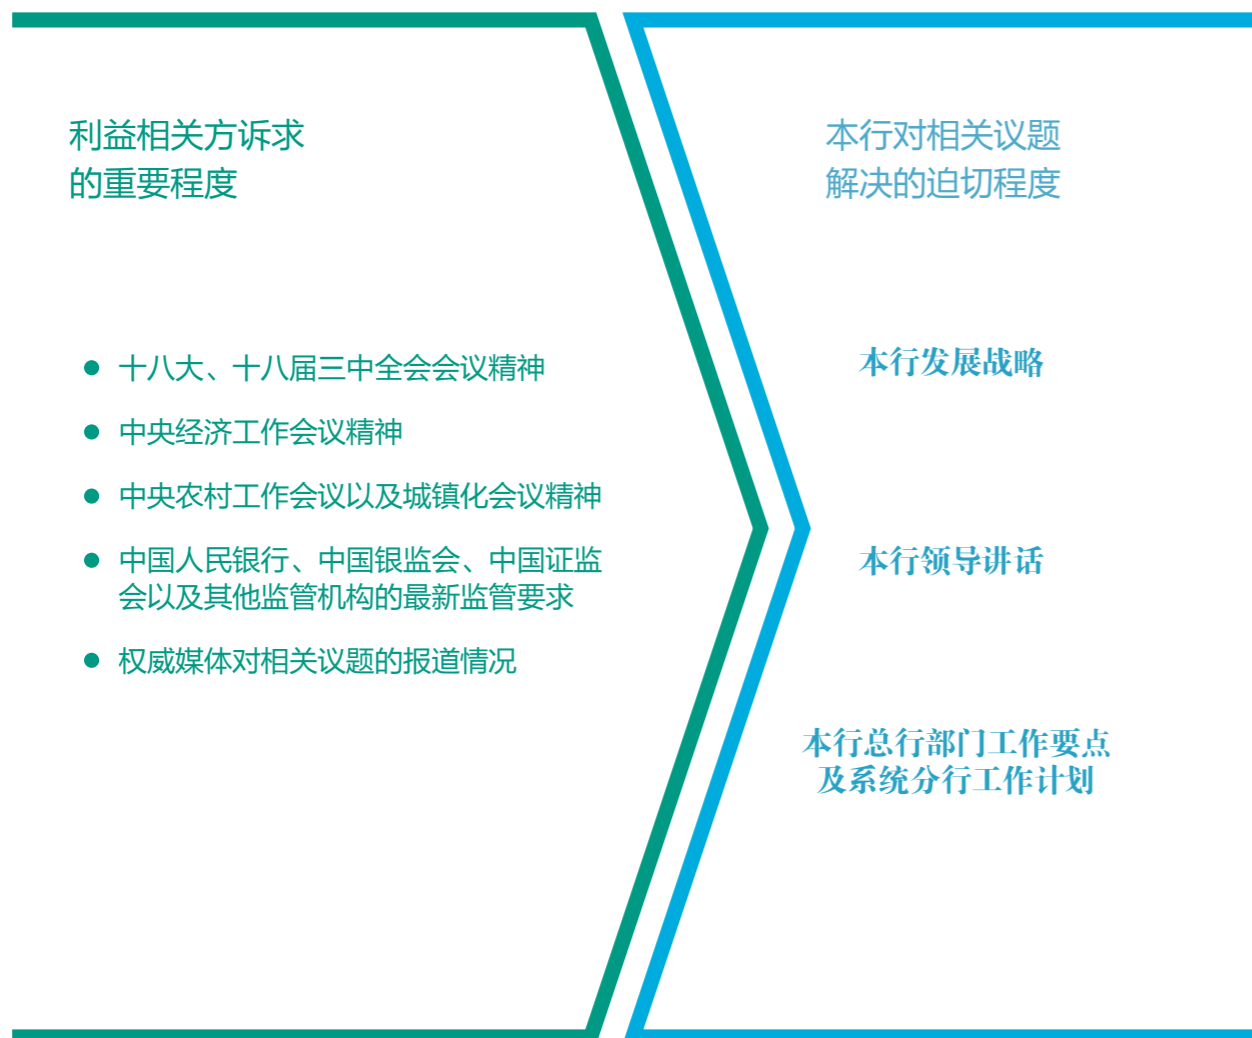 利益相关方诉求
的重要程度
● 十八大、十八届三中全会会议精神
● 中央经济工作会议精神
● 中央农村工作会议以及城镇化会议精神
● 中国人民银行、中国银监会、中国证监
会以及其他监管机构的最新监管要求
● 权威媒体对相关议题的报道情况
本行对相关议题
解决的迫切程度
本行发展战略
本行领导讲话
本行总行部门工作要点
及系统分行工作计划